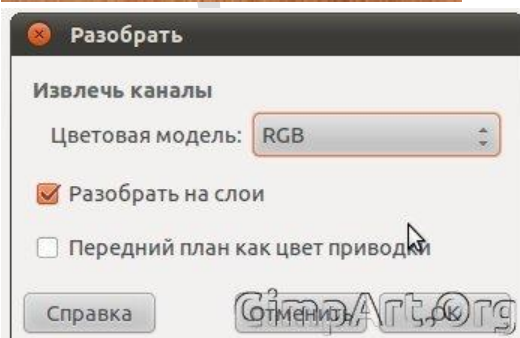 Разобрать
Извлечь каналы
Цветовая модель: RGB
Разобрать на слои
Передний план как цвет приводки
Справка Отменить OK
GimpArt.Org